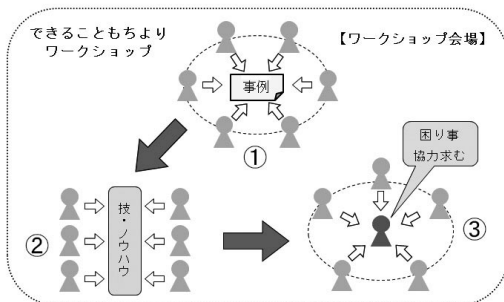 できることもちより
ワークショップ
【ワークショップ会場】
事例
①
困り事
協力求む
技・ノウハウ
②
③